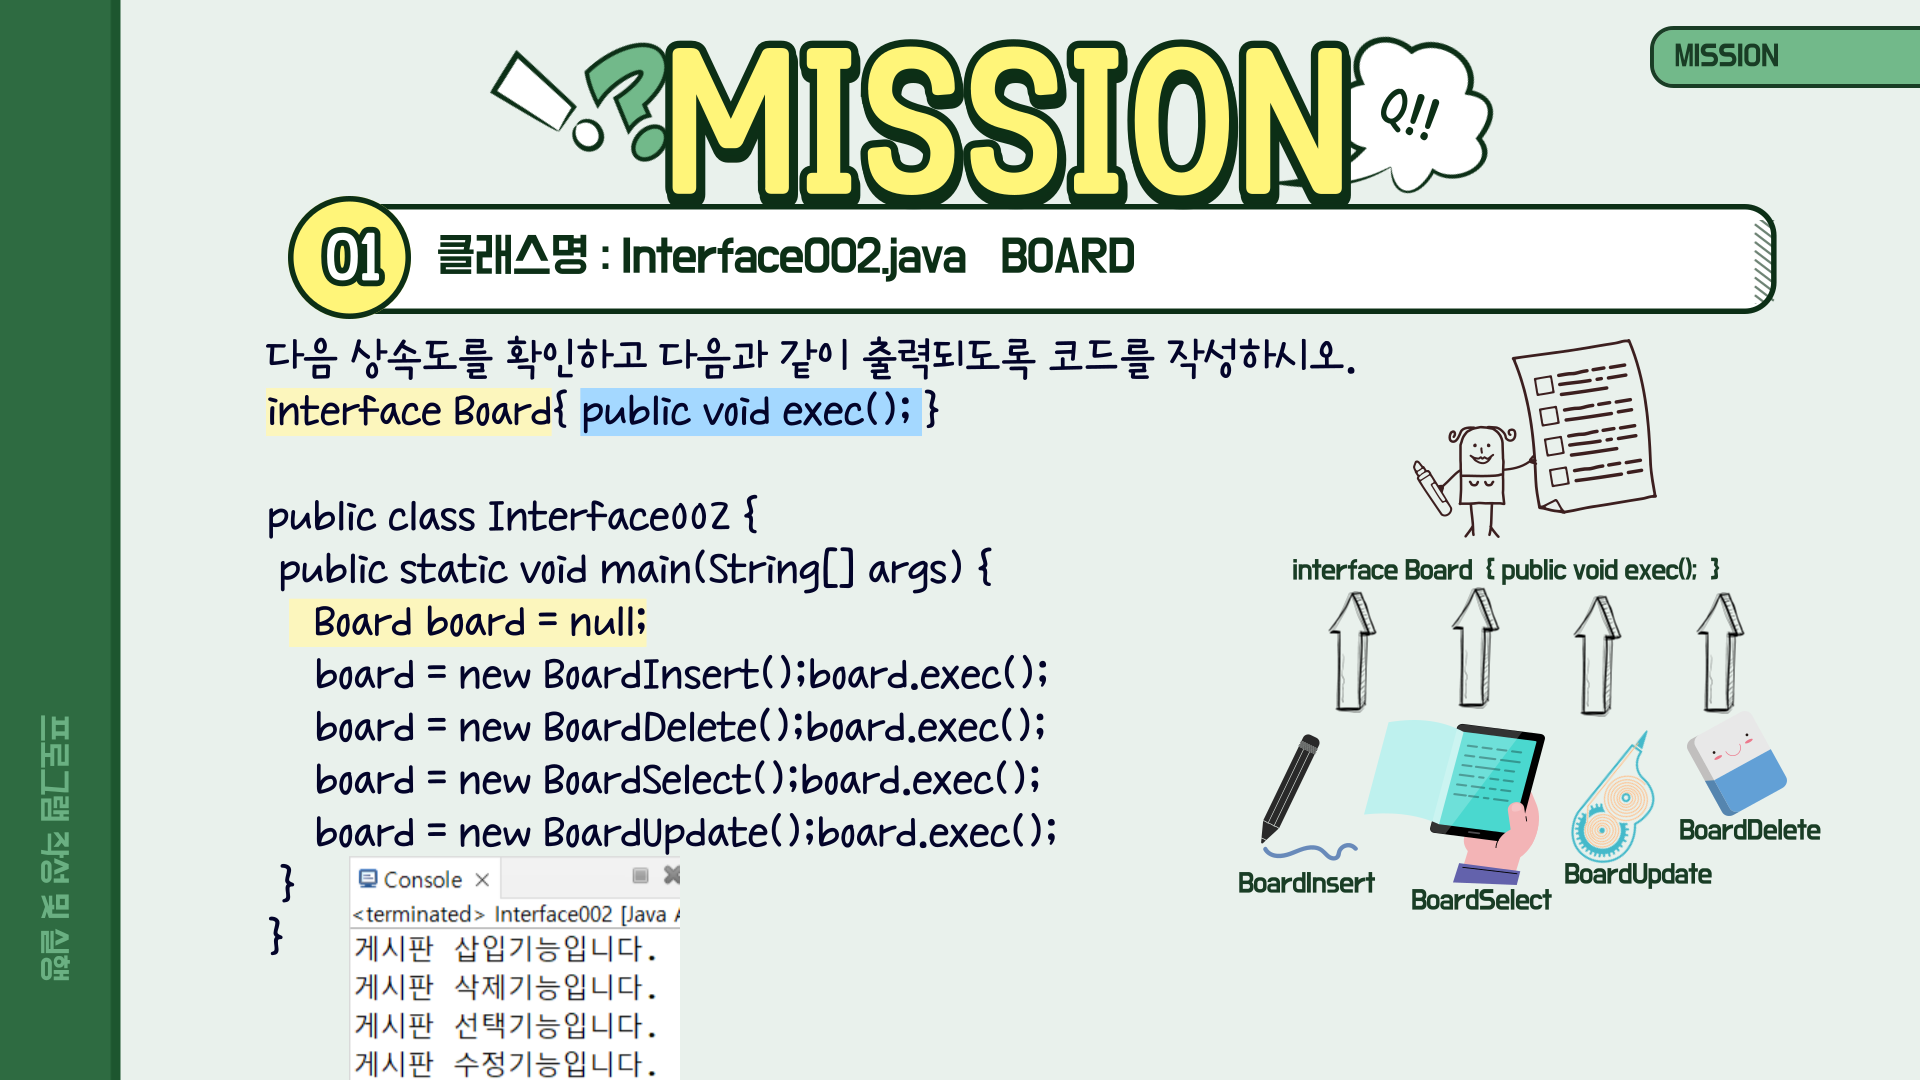 MISSION
!?
MISSION
Q!!
01
클래스명 : Interface002.java BOARD
다음 상속도를 확인하고 다음과 같이 출력되도록 코드를 작성하시오.
interface Board{ public void exec(); }
public class Interface002 {
public static void main(String[] args) {
Board board = null;
board = new BoardInsert();board.exec();
board = new BoardDelete();board.exec();
board = new BoardSelect();board.exec();
board = new BoardUpdate();board.exec();
}
}
Console
<terminated> Interface002 [Java A
게시판 삽입기능입니다.
게시판 삭제기능입니다.
게시판 선택기능입니다.
게시판 수정기능입니다.
interface Board { public void exec(); }
BoardInsert
BoardSelect
BoardUpdate
BoardDelete
프로그램 작성 및 실행